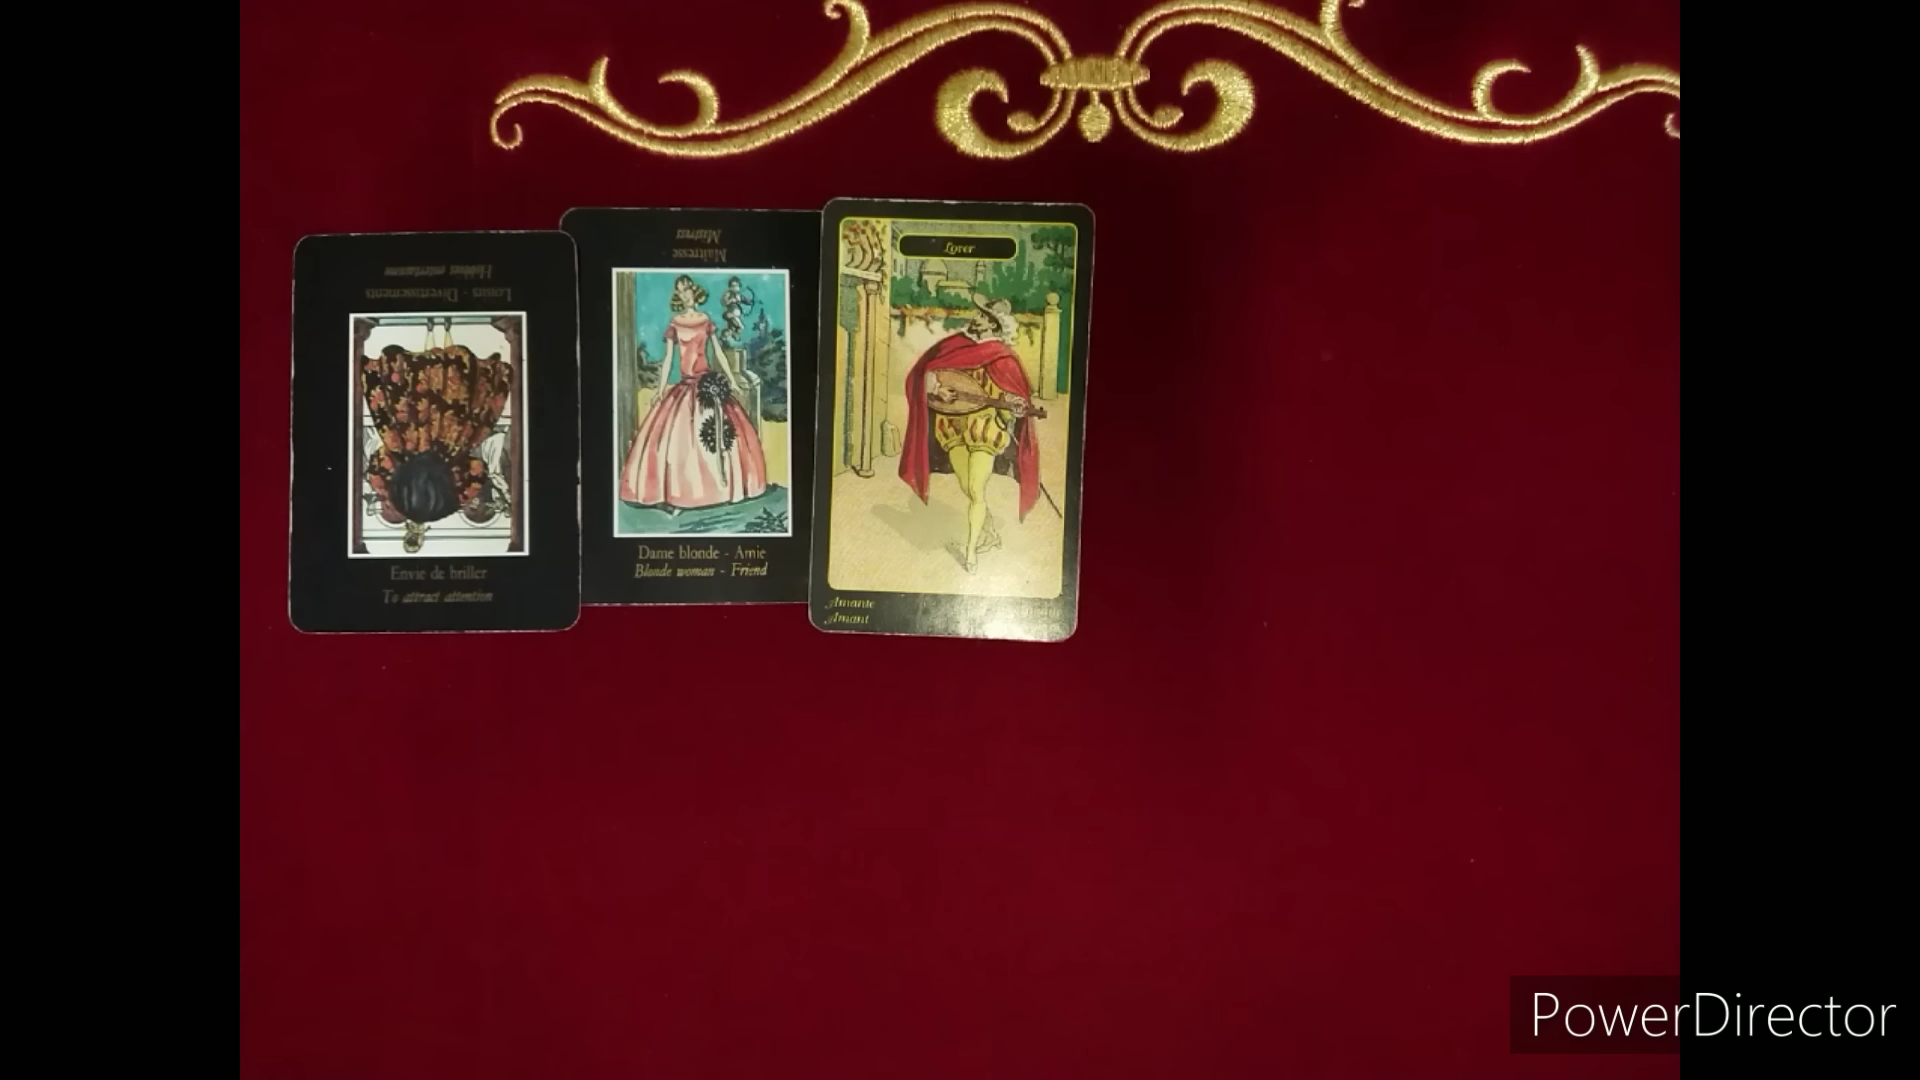 Hobbies entertainme
Loisirs - Divertissements
Envie de briller
To attract attention
Mistress
Maîtresse -
Dame blonde - Amie
Blonde woman - Friend
Lover
Amante
Amant
PowerDirector